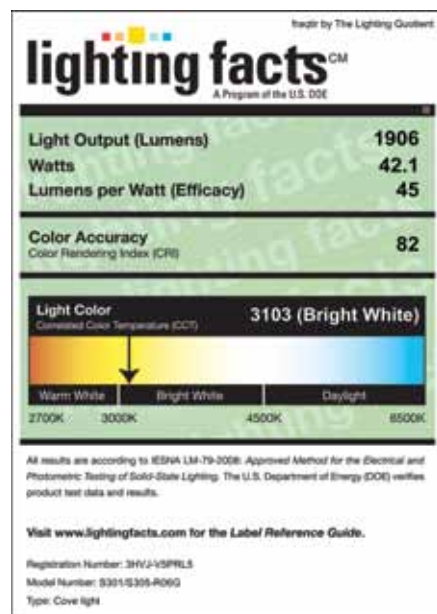 fraqtir by The Lighting Quotient
lighting facts CM
A Program of the U.S. DOE
Light Output (Lumens) 1906
Watts 42.1
Lumens per Watt (Efficacy) 45
Color Accuracy 82
Color Rendering Index (CRI)
Light Color 3103 (Bright White)
Correlated Color Temperature (CCT)
Warm White Bright White Daylight
2700K 3000K 4500K 6500K
All results are according to IESNA LM-79-2008: Approved Method for the Electrical and
Photometric Testing of Solid-State Lighting. The U.S. Department of Energy (DOE) verifies
product test data and results.
Visit www.lightingfacts.com for the Label Reference Guide.
Registration Number: 3HVJ-V5PRL5
Model Number: S301/S305-R06G
Type: Cove light